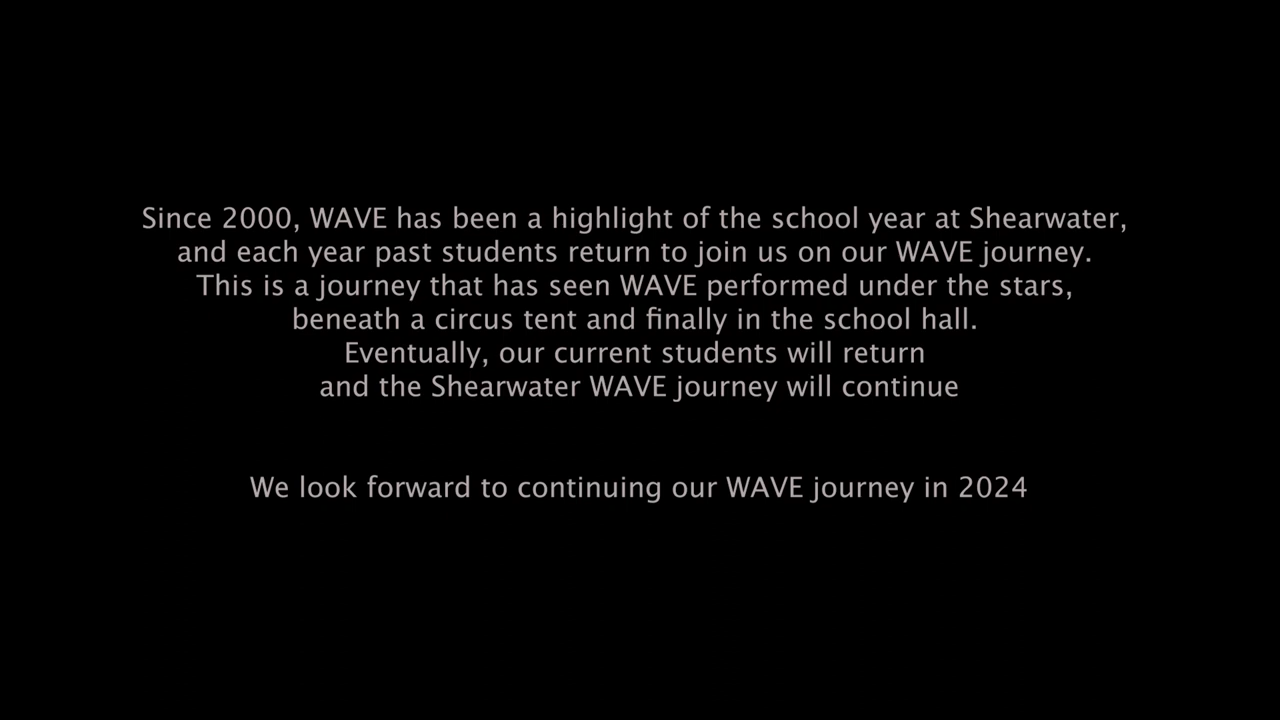 Since 2000, WAVE has been a highlight of the school year at Shearwater,
and each year past students return to join us on our WAVE journey.
This is a journey that has seen WAVE performed under the stars,
beneath a circus tent and finally in the school hall.
Eventually, our current students will return
and the Shearwater WAVE journey will continue
We look forward to continuing our WAVE journey in 2024